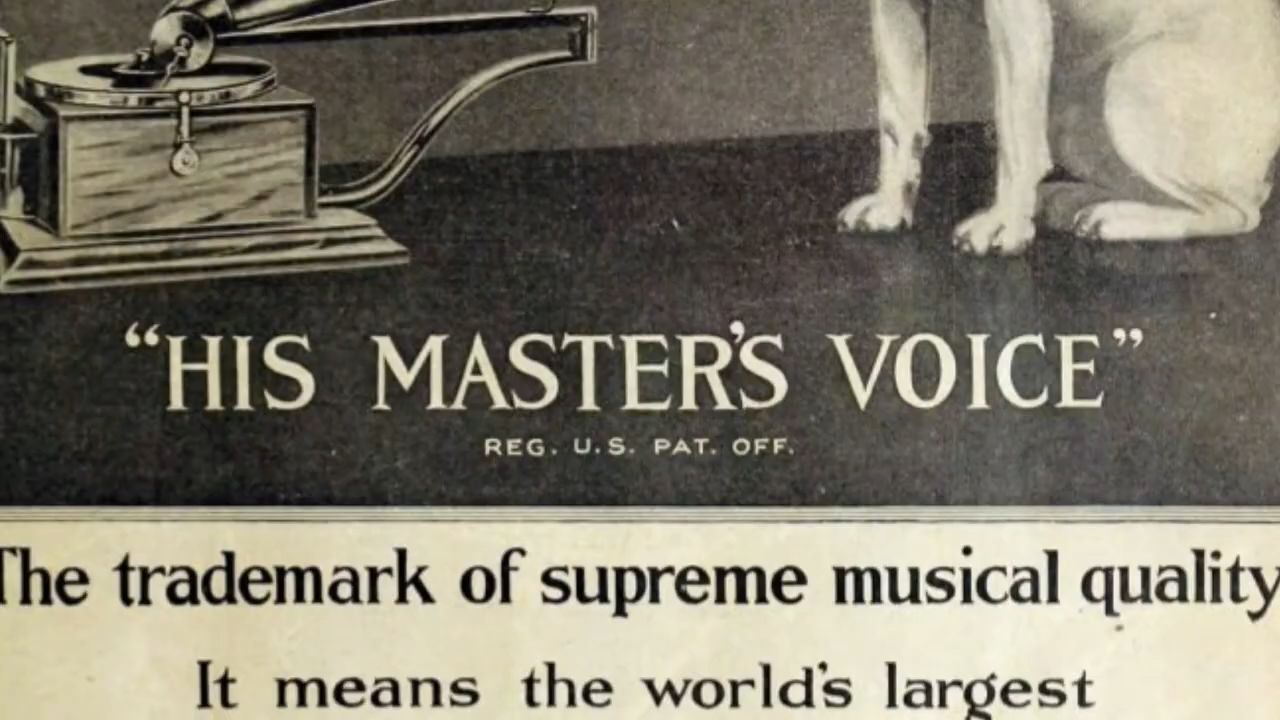 “HIS MASTER'S VOICE”
REG. U.S. PAT. OFF.
The trademark of supreme musical quality
It means the world's largest